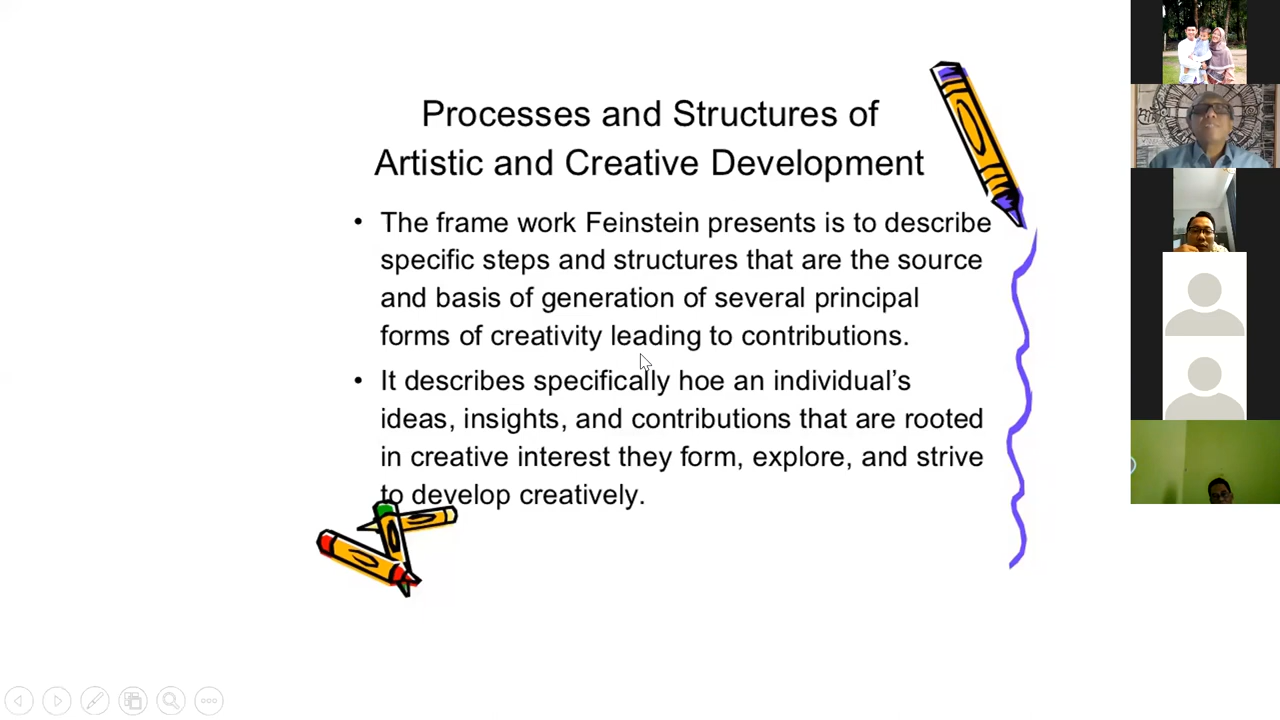 Processes and Structures of
Artistic and Creative Development
• The frame work Feinstein presents is to describe
specific steps and structures that are the source
and basis of generation of several principal
forms of creativity leading to contributions.
• It describes specifically hoe an individual’s
ideas, insights, and contributions that are rooted
in creative interest they form, explore, and strive
to develop creatively.